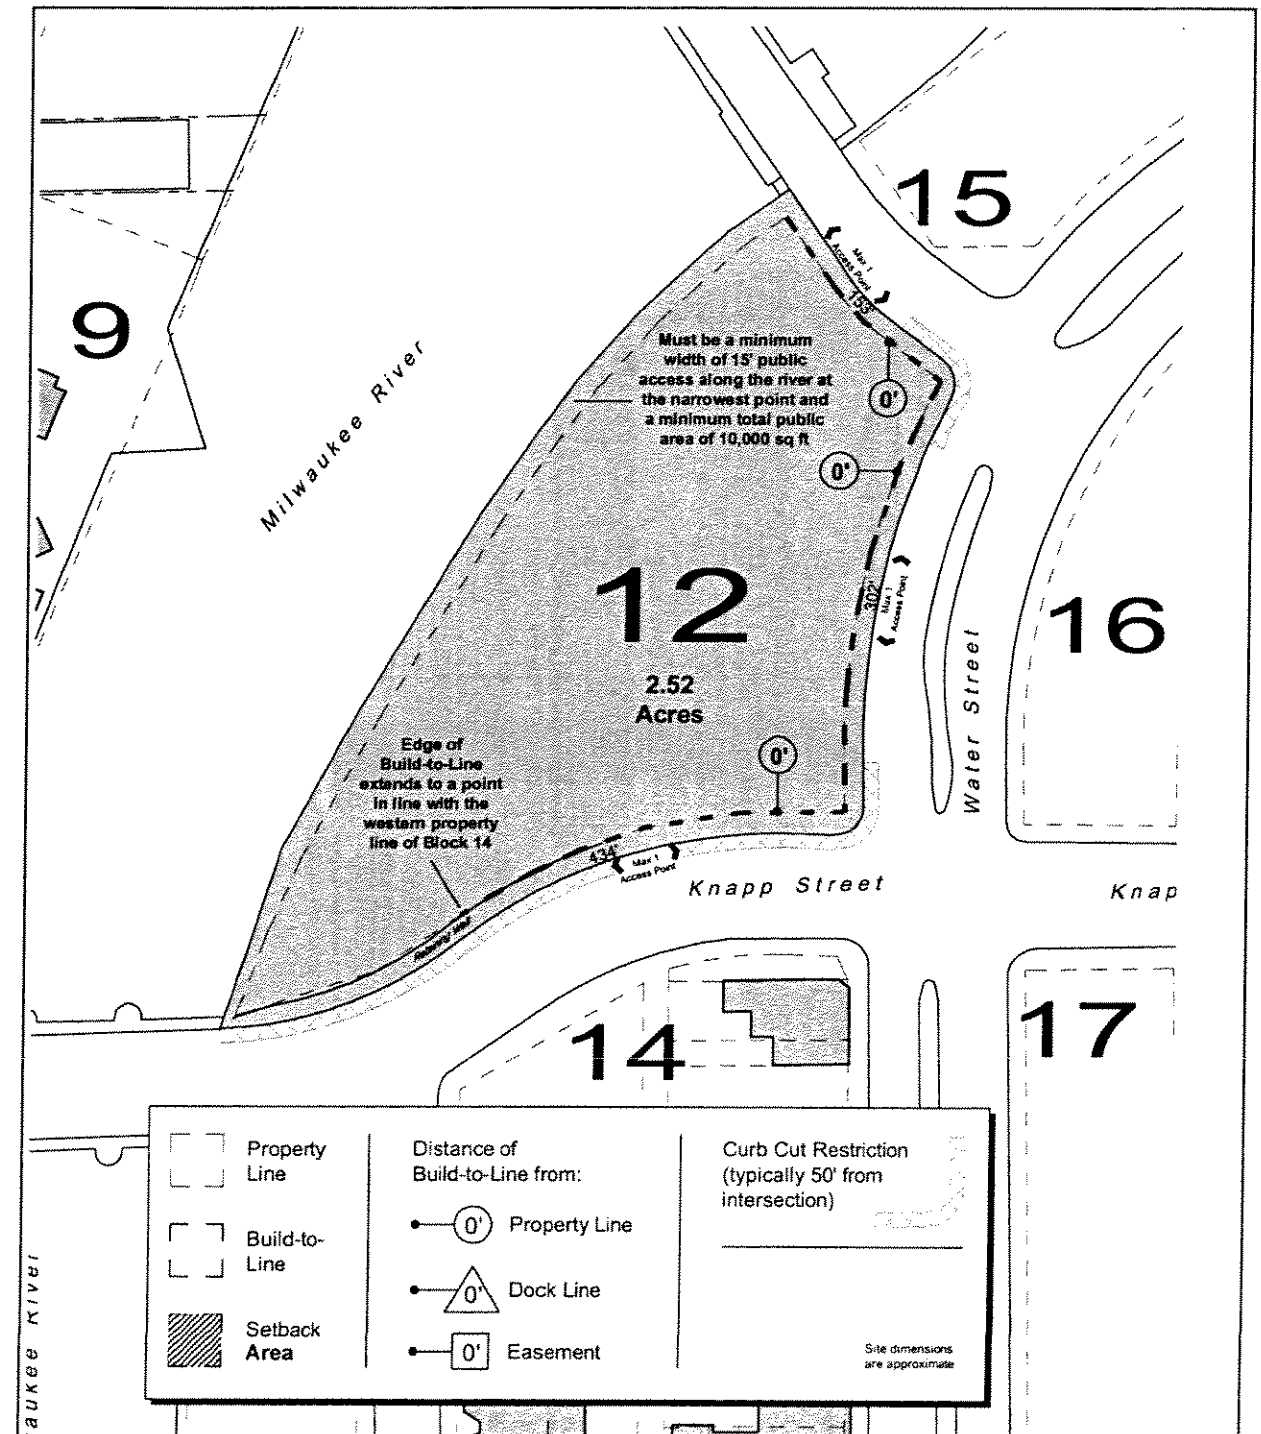 15
9
Milwaukee River
Max 1
Access Point
153'
Must be a minimum
width of 15' public
access along the river at
the narrowest point and
a minimum total public
area of 10,000 sq ft
0'
0'
12
2.52
Acres
302'
Max 1
Access Point
16
Water Street
Edge of
Build-to-Line
extends to a point
in line with the
western property
line of Block 14
0'
434'
Max 1
Access Point
Retaining Wall
Knapp Street
Knap
14
17
Property
Line
Build-to-
Line
Setback
Area
Distance of
Build-to-Line from:
0' Property Line
0' Dock Line
0' Easement
Curb Cut Restriction
(typically 50' from
intersection)
Site dimensions
are approximate
aukee River